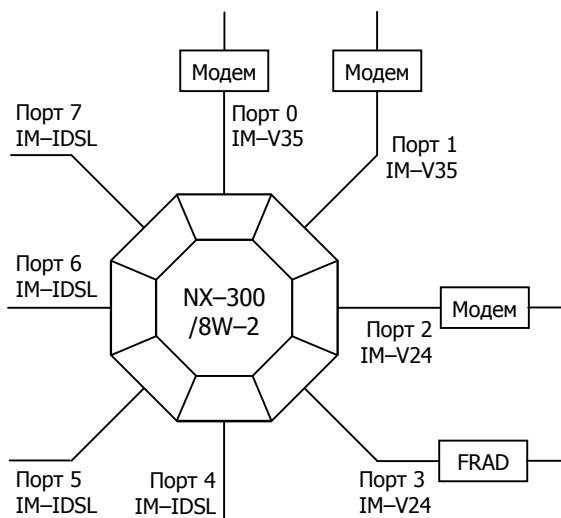 Модем
Модем
Порт 7
IM–IDSL
Порт 0
IM–V35
Порт 1
IM–V35
Порт 6
IM–IDSL
NX–300
/8W–2
Модем
Порт 2
IM–V24
Порт 5
IM–IDSL
Порт 4
IM–IDSL
Порт 3
IM–V24
FRAD